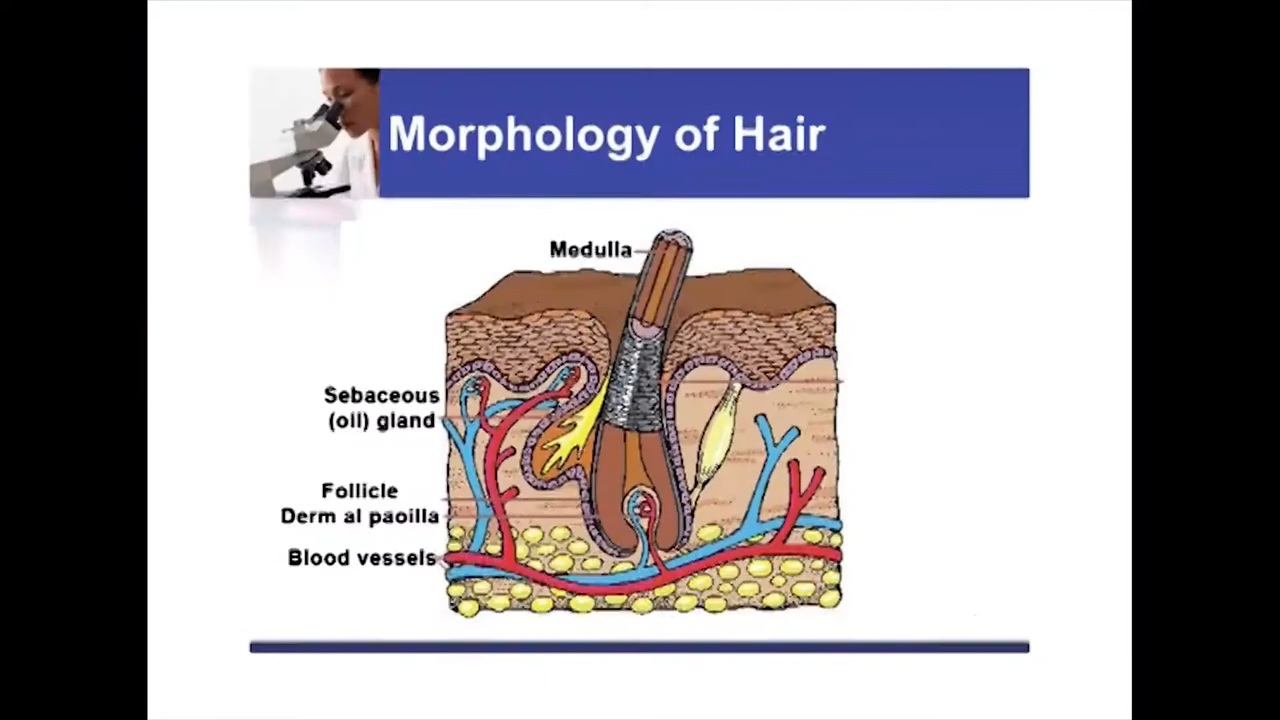 Morphology of Hair
Medulla
Sebaceous
(oil) gland
Follicle
Derm al paoilla
Blood vessels